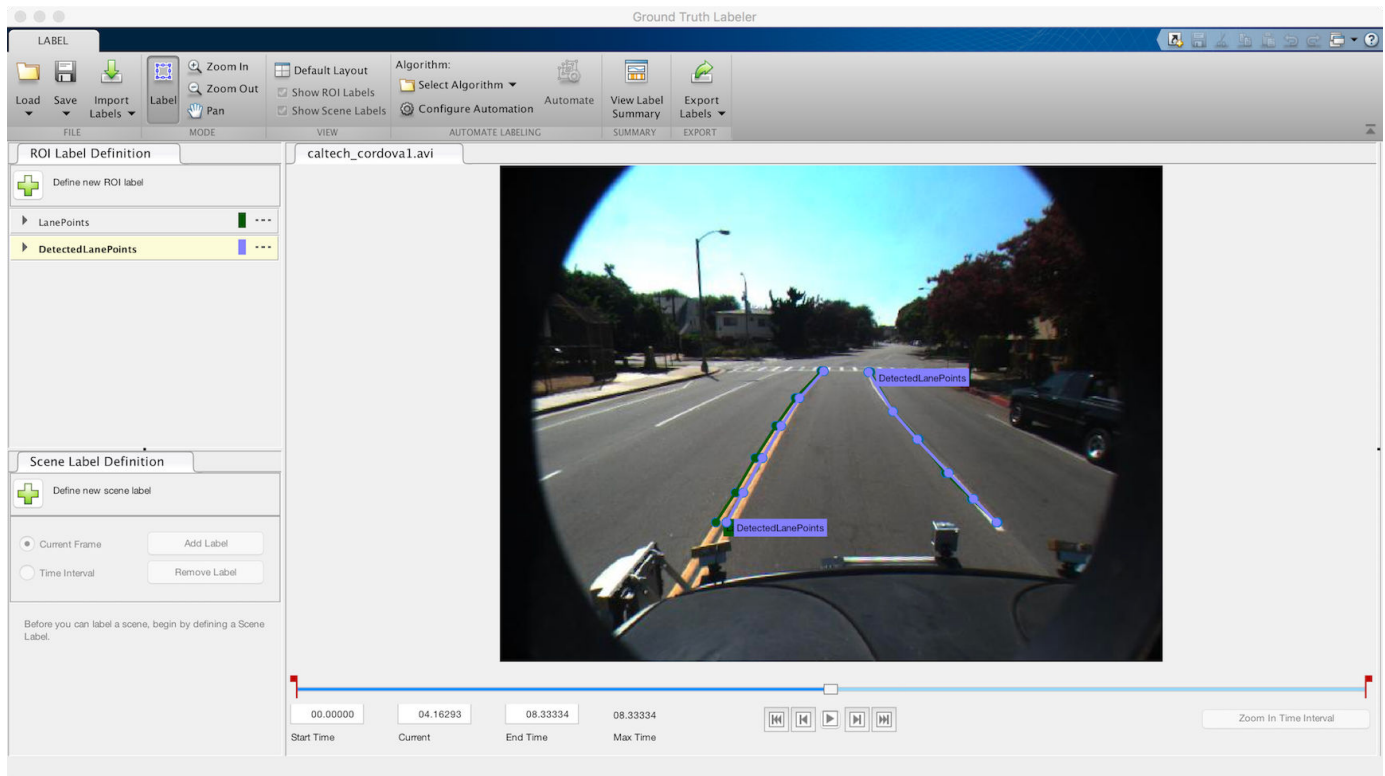 Ground Truth Labeler
LABEL
Load
Save
Import
Labels
FILE
Label
Zoom In
Zoom Out
Pan
MODE
Default Layout
Show ROI Labels
Show Scene Labels
VIEW
Algorithm:
Select Algorithm
Configure Automation
Automate
AUTOMATE LABELING
View Label
Summary
SUMMARY
Export
Labels
EXPORT
ROI Label Definition
Define new ROI label
LanePoints
DetectedLanePoints
Scene Label Definition
Define new scene label
Current Frame
Add Label
Time Interval
Remove Label
Before you can label a scene, begin by defining a Scene
Label.
caltech_cordova1.avi
DetectedLanePoints
DetectedLanePoints
00.00000
04.16293
08.33334
08.33334
Start Time
Current
End Time
Max Time
Zoom In Time Interval